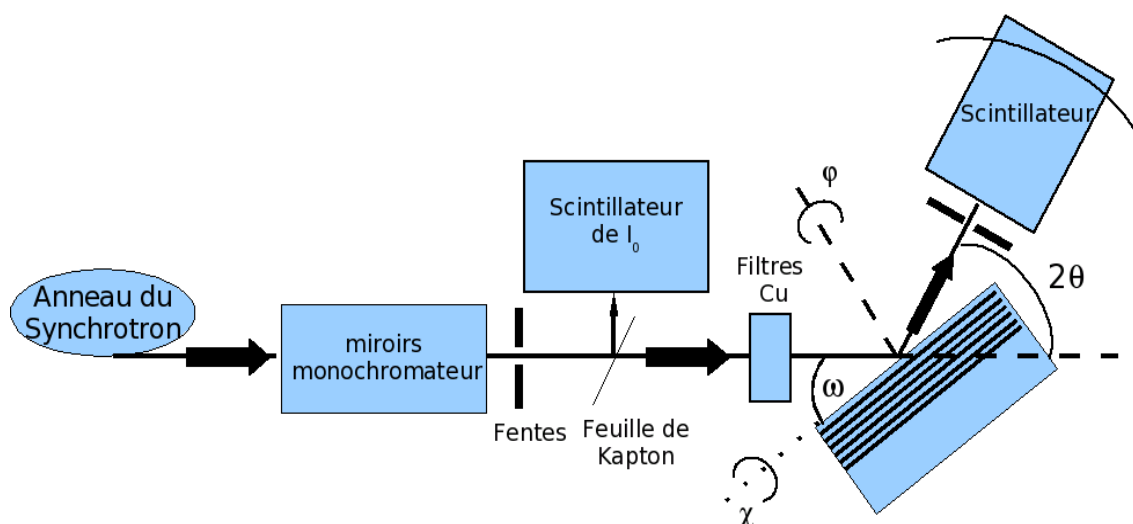 Anneau du
Synchrotron
miroirs
monochromateur
Fentes
Scintillateur
de I₀
Feuille de
Kapton
Filtres
Cu
φ
ω
χ
2θ
Scintillateur